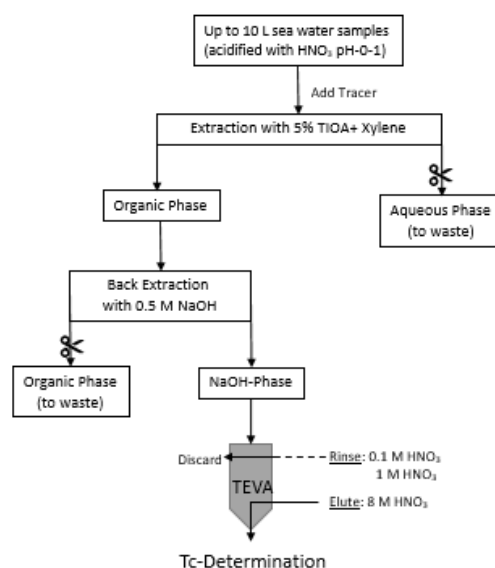 Up to 10 L sea water samples
(acidified with HNO₃ pH-0-1)
Add Tracer
Extraction with 5% TIOA+ Xylene
Organic Phase
Aqueous Phase
(to waste)
Back Extraction
with 0.5 M NaOH
Organic Phase
(to waste)
NaOH-Phase
Discard
Rinse: 0.1 M HNO₃
1 M HNO₃
TEVA
Elute: 8 M HNO₃
Tc-Determination